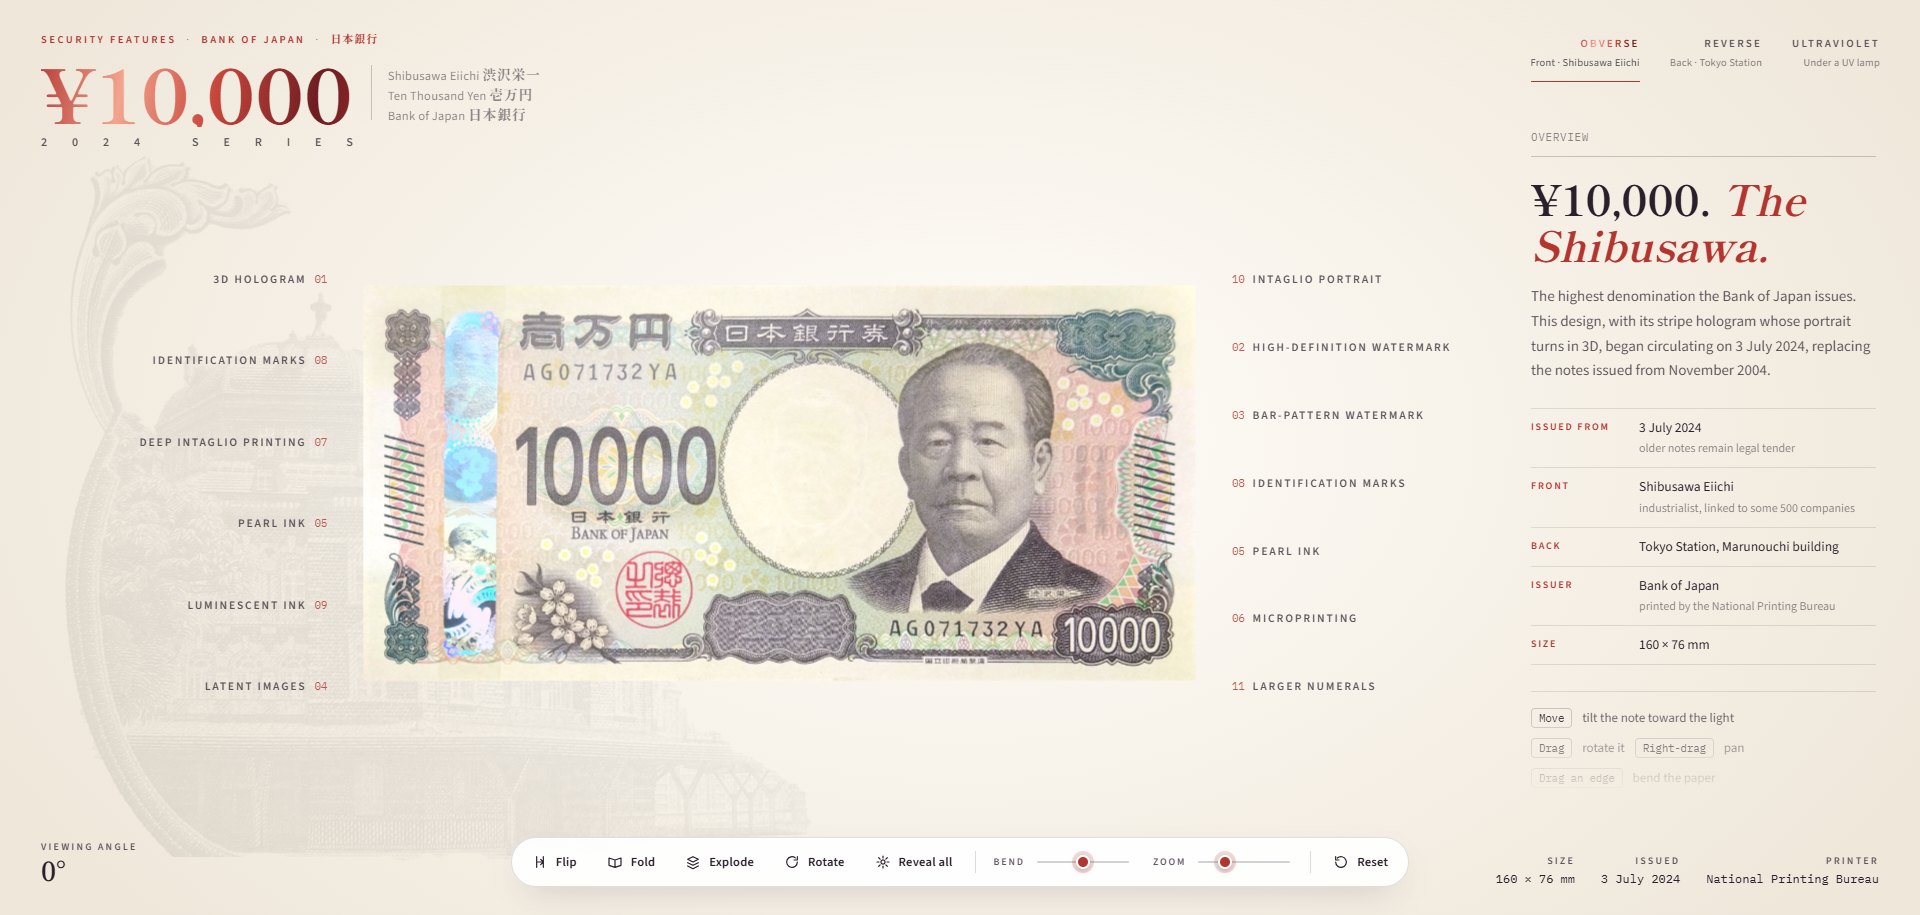 SECURITY FEATURES · BANK OF JAPAN · 日本銀行
¥10,000
2024 SERIES
Shibusawa Eiichi 渋沢栄一
Ten Thousand Yen 壱万円
Bank of Japan 日本銀行
OBVERSE
Front · Shibusawa Eiichi
REVERSE
Back · Tokyo Station
ULTRAVIOLET
Under a UV lamp
3D HOLOGRAM 01
IDENTIFICATION MARKS 08
DEEP INTAGLIO PRINTING 07
PEARL INK 05
LUMINESCENT INK 09
LATENT IMAGES 04
壱万円
日本銀行券
AG071732YA
10000
日本銀行
BANK OF JAPAN
渋沢栄一
AG071732YA
10000
国立印刷局製造
10 INTAGLIO PORTRAIT
02 HIGH-DEFINITION WATERMARK
03 BAR-PATTERN WATERMARK
08 IDENTIFICATION MARKS
05 PEARL INK
06 MICROPRINTING
11 LARGER NUMERALS
OVERVIEW
¥10,000. The
Shibusawa.
The highest denomination the Bank of Japan issues.
This design, with its stripe hologram whose portrait
turns in 3D, began circulating on 3 July 2024, replacing
the notes issued from November 2004.
ISSUED FROM 3 July 2024
older notes remain legal tender
FRONT Shibusawa Eiichi
industrialist, linked to some 500 companies
BACK Tokyo Station, Marunouchi building
ISSUER Bank of Japan
printed by the National Printing Bureau
SIZE 160 × 76 mm
Move tilt the note toward the light
Drag rotate it Right-drag pan
Drag an edge bend the paper
VIEWING ANGLE
0°
Flip Fold Explode Rotate Reveal all BEND ZOOM Reset
SIZE
160 × 76 mm
ISSUED
3 July 2024
PRINTER
National Printing Bureau